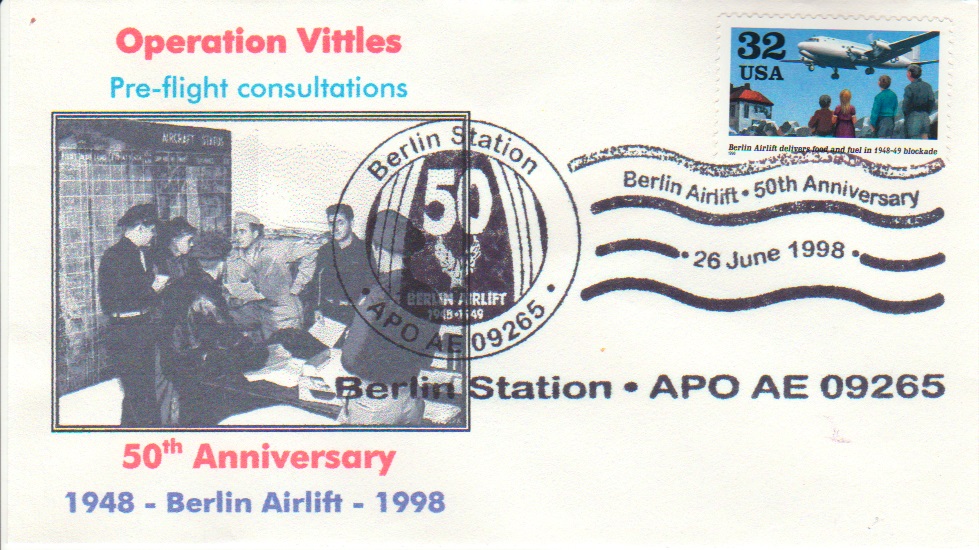 Operation Vittles
Pre-flight consultations
AIRCRAFT STATUS
32
USA
Berlin Airlift delivers food and fuel in 1948-49 blockade
Berlin Station
50
BERLIN AIRLIFT
1948•1949
• APO AE 09265 •
Berlin Airlift • 50th Anniversary
• 26 June 1998 •
Berlin Station • APO AE 09265
50th Anniversary
1948 - Berlin Airlift - 1998